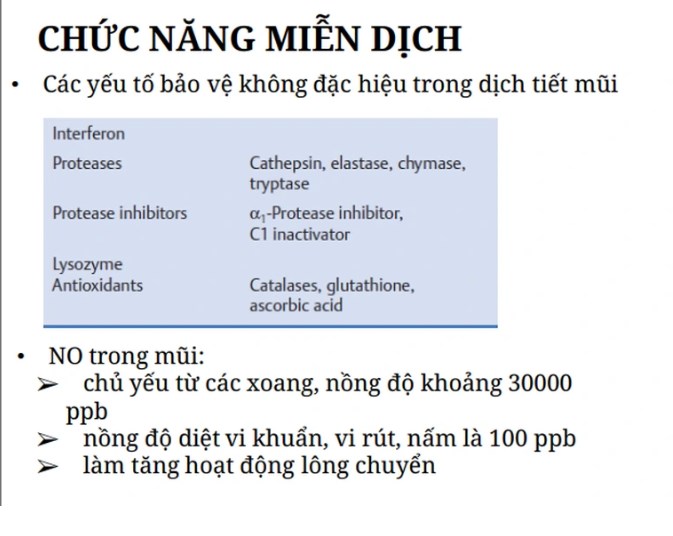 CHỨC NĂNG MIỄN DỊCH
• Các yếu tố bảo vệ không đặc hiệu trong dịch tiết mũi
Interferon
Proteases Cathepsin, elastase, chymase,
tryptase
Protease inhibitors α₁-Protease inhibitor,
C1 inactivator
Lysozyme
Antioxidants Catalases, glutathione,
ascorbic acid
• NO trong mũi:
➢ chủ yếu từ các xoang, nồng độ khoảng 30000
ppb
➢ nồng độ diệt vi khuẩn, vi rút, nấm là 100 ppb
➢ làm tăng hoạt động lông chuyển